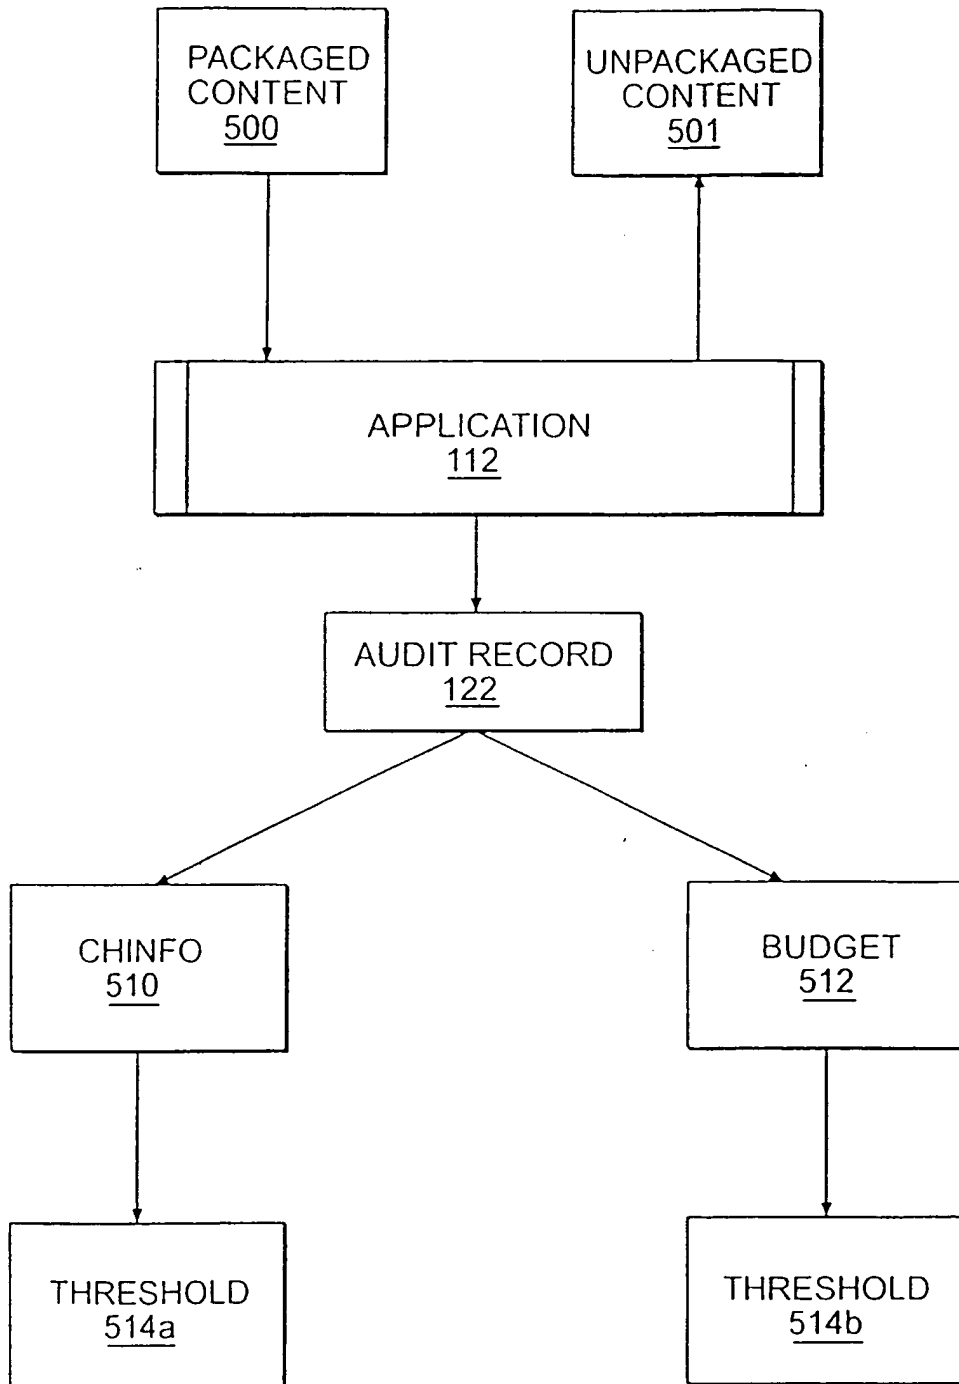 PACKAGED
CONTENT
500
UNPACKAGED
CONTENT
501
APPLICATION
112
AUDIT RECORD
122
CHINFO
510
BUDGET
512
THRESHOLD
514a
THRESHOLD
514b